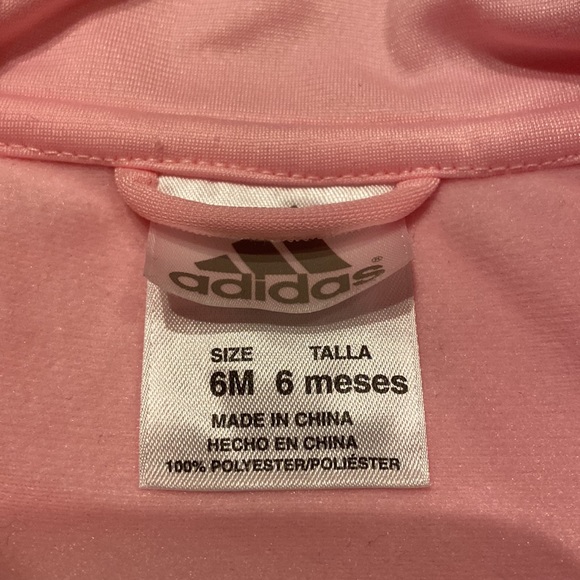 adidas®
SIZE TALLA
6M 6 meses
MADE IN CHINA
HECHO EN CHINA
100% POLYESTER/POLIÉSTER